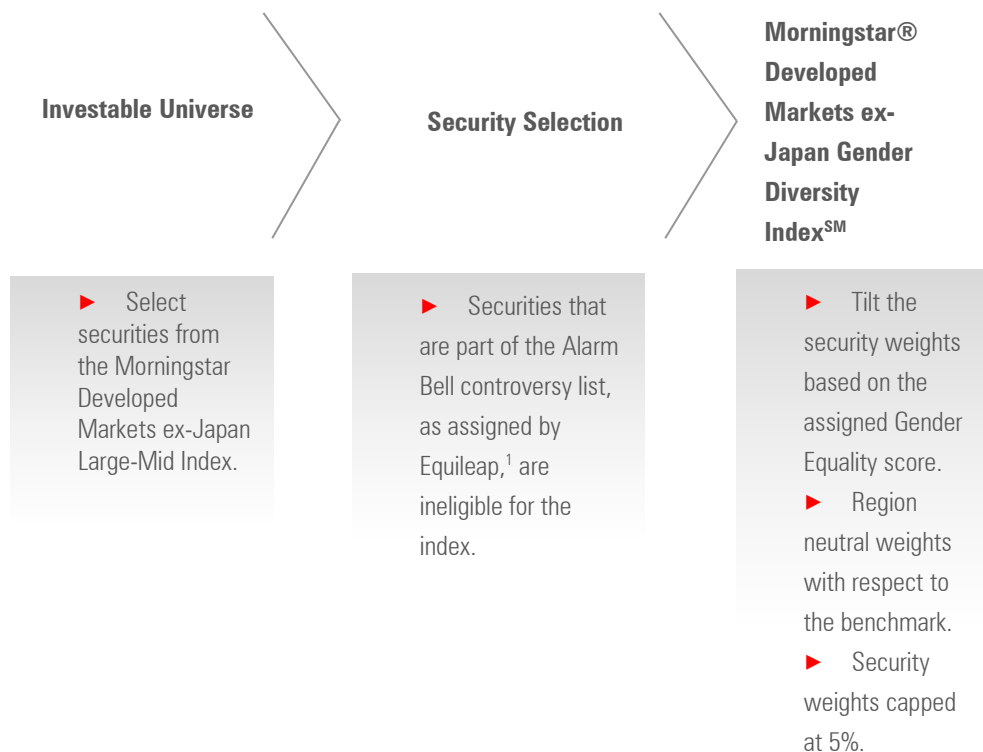 Investable Universe
Security Selection
Morningstar®
Developed
Markets ex-
Japan Gender
Diversity
Index℠
► Select
securities from
the Morningstar
Developed
Markets ex-Japan
Large-Mid Index.
► Securities that
are part of the Alarm
Bell controversy list,
as assigned by
Equileap,¹ are
ineligible for the
index.
► Tilt the
security weights
based on the
assigned Gender
Equality score.
► Region
neutral weights
with respect to
the benchmark.
► Security
weights capped
at 5%.